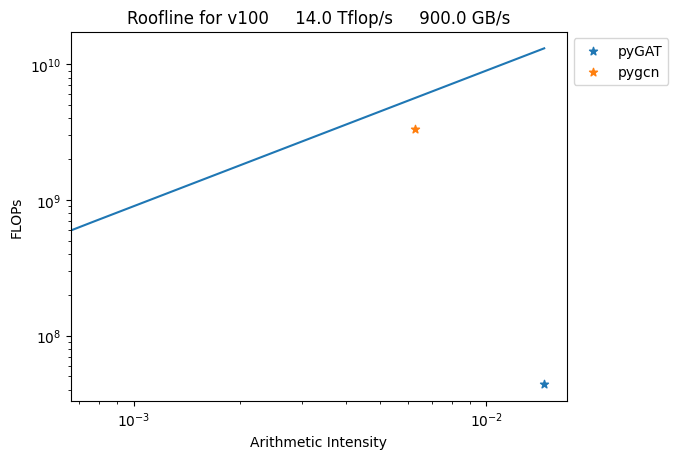 Roofline for v100      14.0 Tflop/s      900.0 GB/s
pyGAT
pygcn
10^10
10^9
10^8
FLOPs
10^-3
10^-2
Arithmetic Intensity